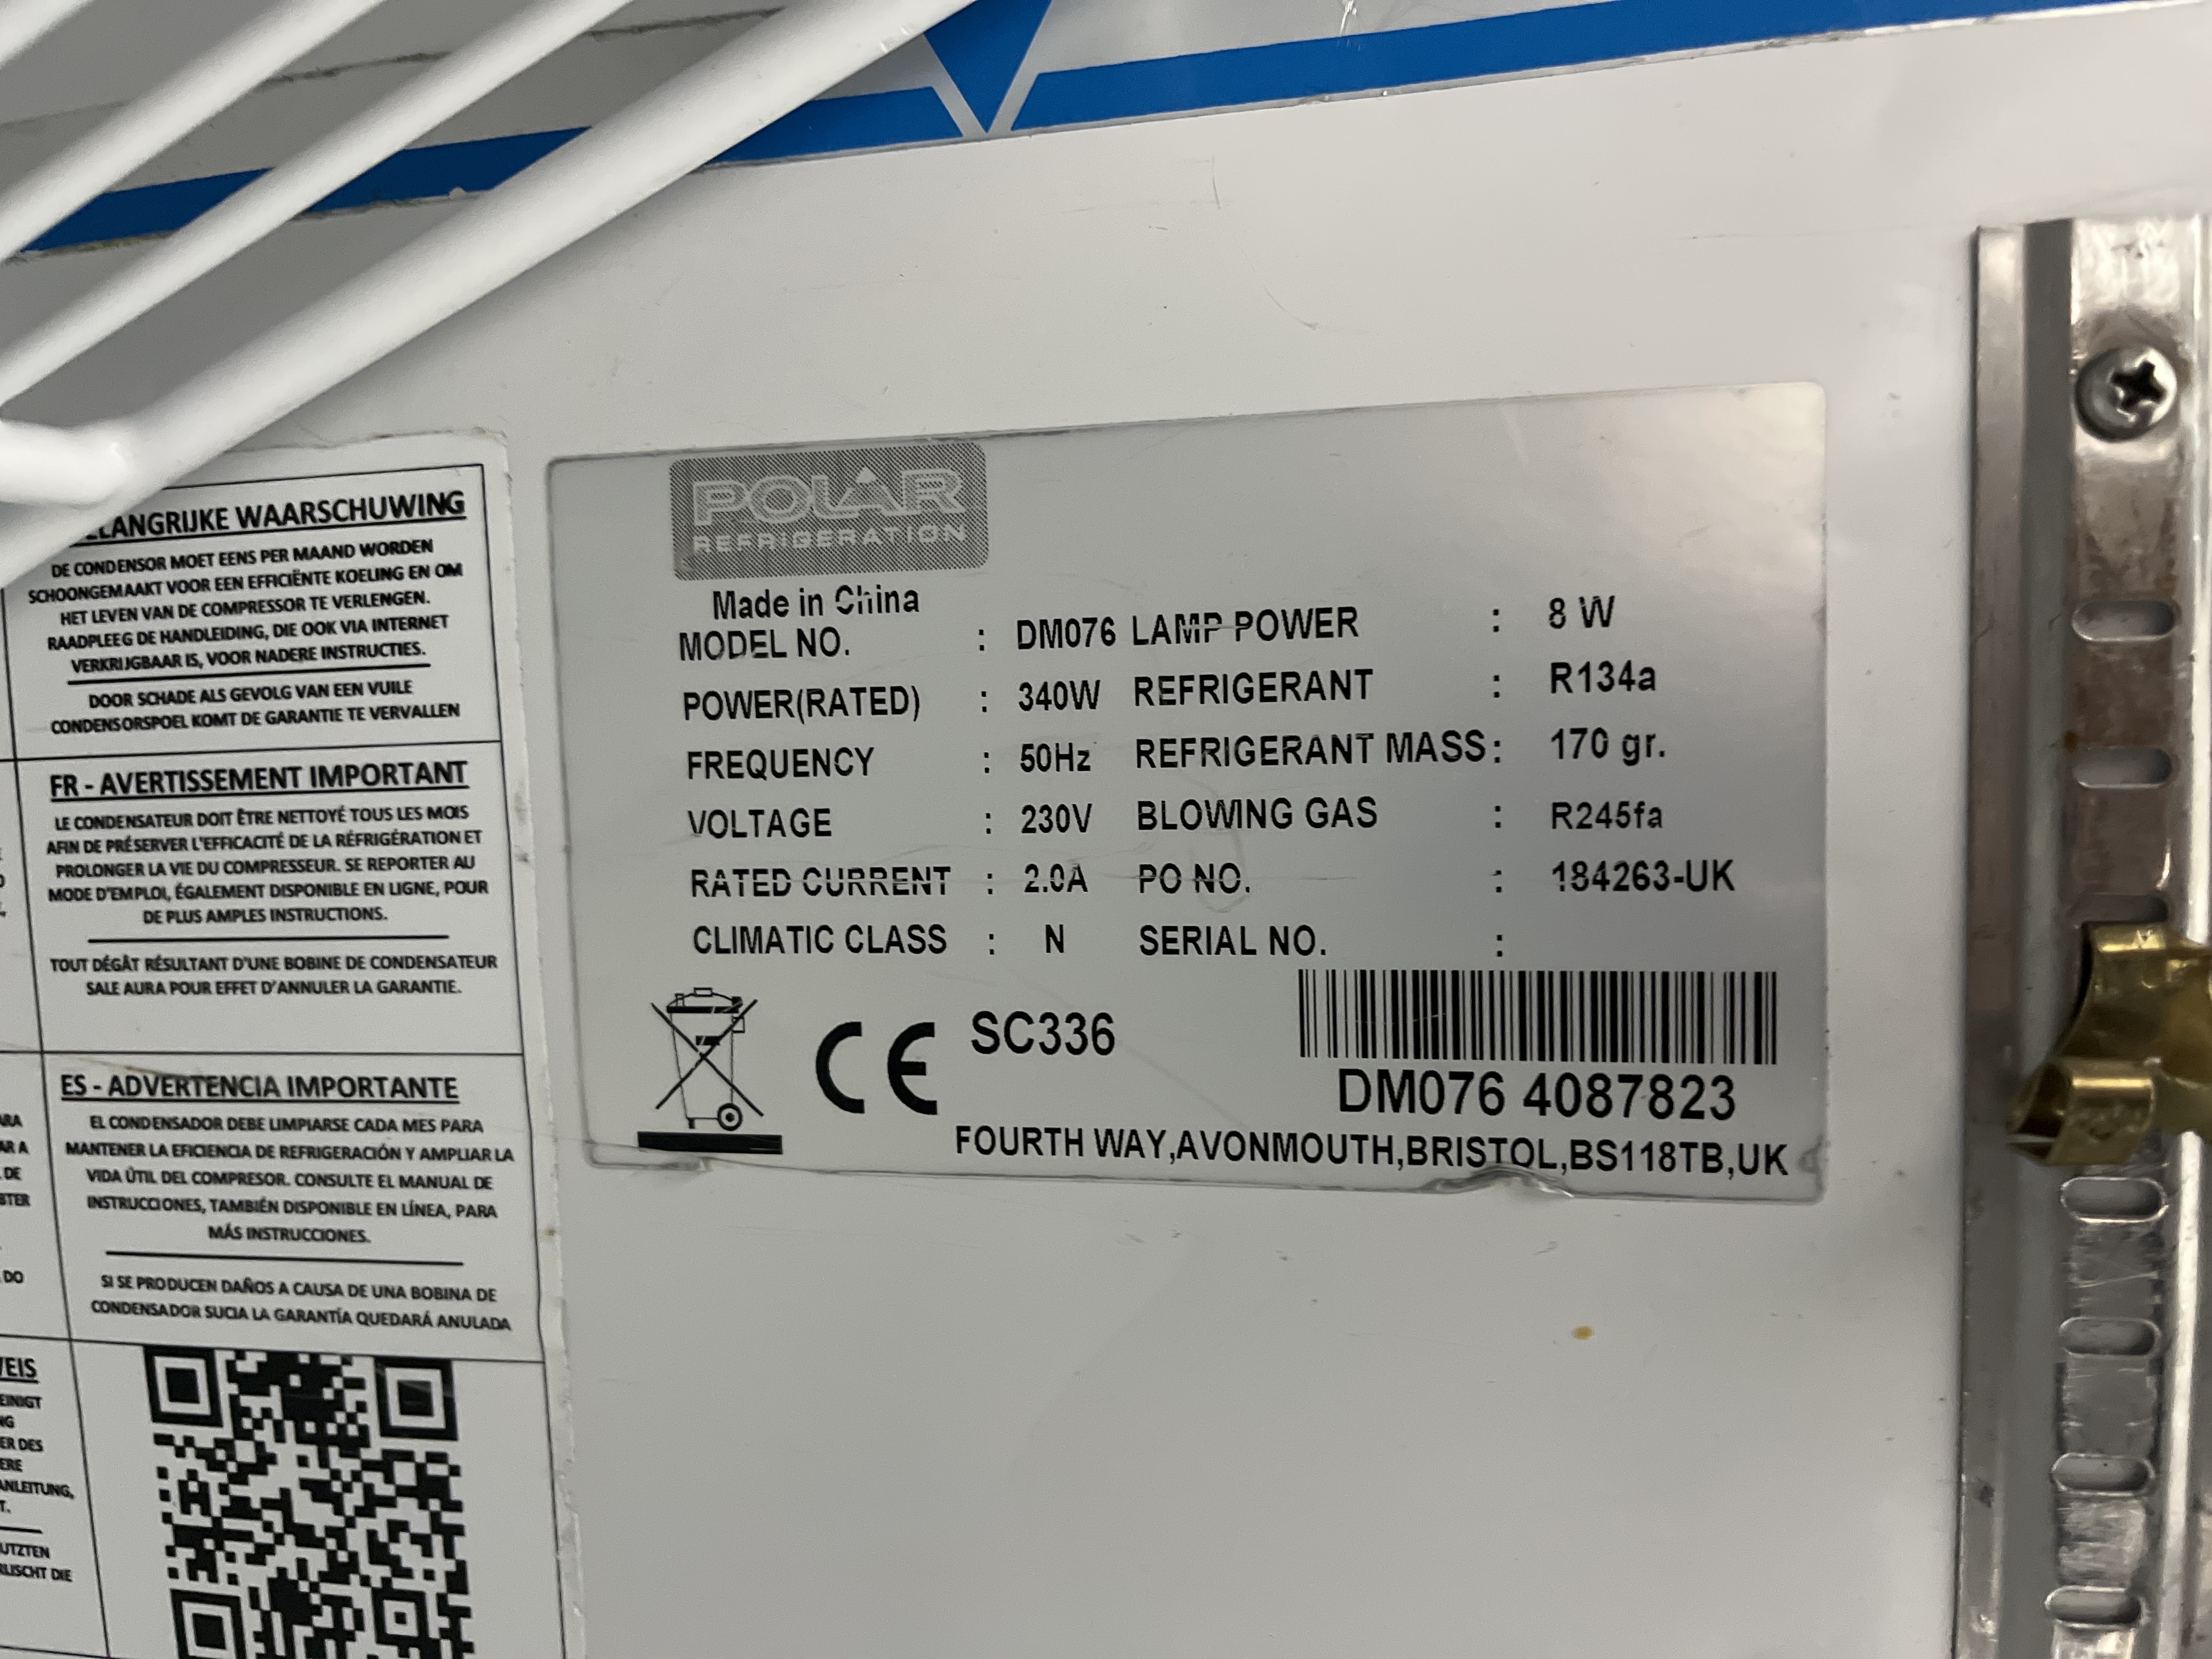 LANGRIJKE WAARSCHUWING
DE CONDENSOR MOET EENS PER MAAND WORDEN
SCHOONGEMAAKT VOOR EEN EFFICIËNTE KOELING EN OM
HET LEVEN VAN DE COMPRESSOR TE VERLENGEN.
RAADPLEEG DE HANDLEIDING, DIE OOK VIA INTERNET
VERKRIJGBAAR IS, VOOR NADERE INSTRUCTIES.
DOOR SCHADE ALS GEVOLG VAN EEN VUILE
CONDENSORSPOEL KOMT DE GARANTIE TE VERVALLEN
FR - AVERTISSEMENT IMPORTANT
LE CONDENSATEUR DOIT ÊTRE NETTOYÉ TOUS LES MOIS
AFIN DE PRÉSERVER L'EFFICACITÉ DE LA RÉFRIGÉRATION ET
PROLONGER LA VIE DU COMPRESSEUR. SE REPORTER AU
MODE D'EMPLOI, ÉGALEMENT DISPONIBLE EN LIGNE, POUR
DE PLUS AMPLES INSTRUCTIONS.
TOUT DÉGÂT RÉSULTANT D'UNE BOBINE DE CONDENSATEUR
SALE AURA POUR EFFET D'ANNULER LA GARANTIE.
ES - ADVERTENCIA IMPORTANTE
EL CONDENSADOR DEBE LIMPIARSE CADA MES PARA
MANTENER LA EFICIENCIA DE REFRIGERACIÓN Y AMPLIAR LA
VIDA ÚTIL DEL COMPRESOR. CONSULTE EL MANUAL DE
INSTRUCCIONES, TAMBIÉN DISPONIBLE EN LÍNEA, PARA
MÁS INSTRUCCIONES.
SI SE PRODUCEN DAÑOS A CAUSA DE UNA BOBINA DE
CONDENSADOR SUCIA LA GARANTÍA QUEDARÁ ANULADA
POLAR
REFRIGERATION
Made in China
MODEL NO. : DM076 LAMP POWER : 8 W
POWER(RATED) : 340W REFRIGERANT : R134a
FREQUENCY : 50Hz REFRIGERANT MASS: 170 gr.
VOLTAGE : 230V BLOWING GAS : R245fa
RATED CURRENT : 2.0A PO NO. : 184263-UK
CLIMATIC CLASS : N SERIAL NO. :
CE SC336
DM076 4087823
FOURTH WAY,AVONMOUTH,BRISTOL,BS118TB,UK